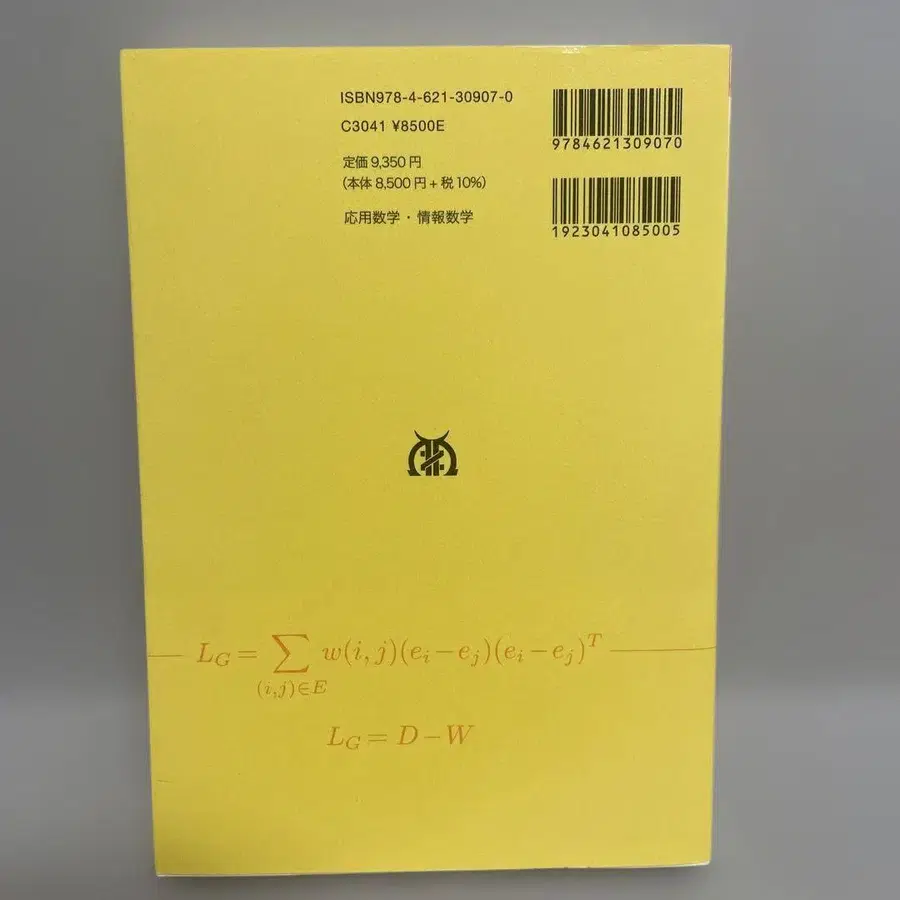 ISBN978-4-621-30907-0
C3041 ¥8500E
定価 9,350 円
(本体 8,500 円 + 税 10%)
応用数学・情報数学
9784621309070
1923041085005
L_G = ∑_{(i,j)∈E} w(i,j)(e_i − e_j)(e_i − e_j)^T
L_G = D − W